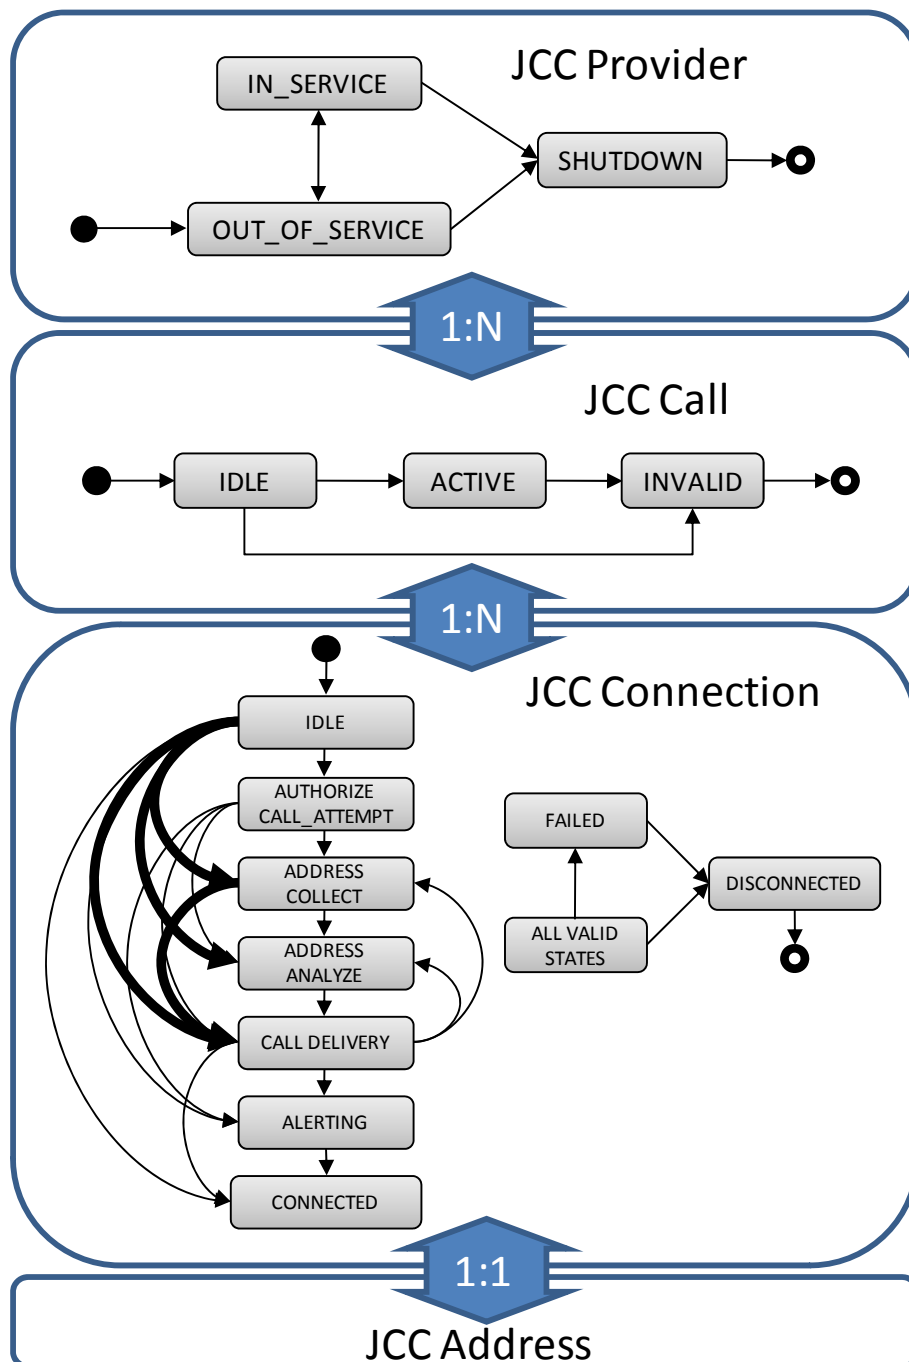 JCC Provider
IN_SERVICE
SHUTDOWN
OUT_OF_SERVICE
1:N
JCC Call
IDLE
ACTIVE
INVALID
1:N
JCC Connection
IDLE
AUTHORIZE
CALL_ATTEMPT
ADDRESS
COLLECT
ADDRESS
ANALYZE
CALL DELIVERY
ALERTING
CONNECTED
FAILED
ALL VALID
STATES
DISCONNECTED
1:1
JCC Address